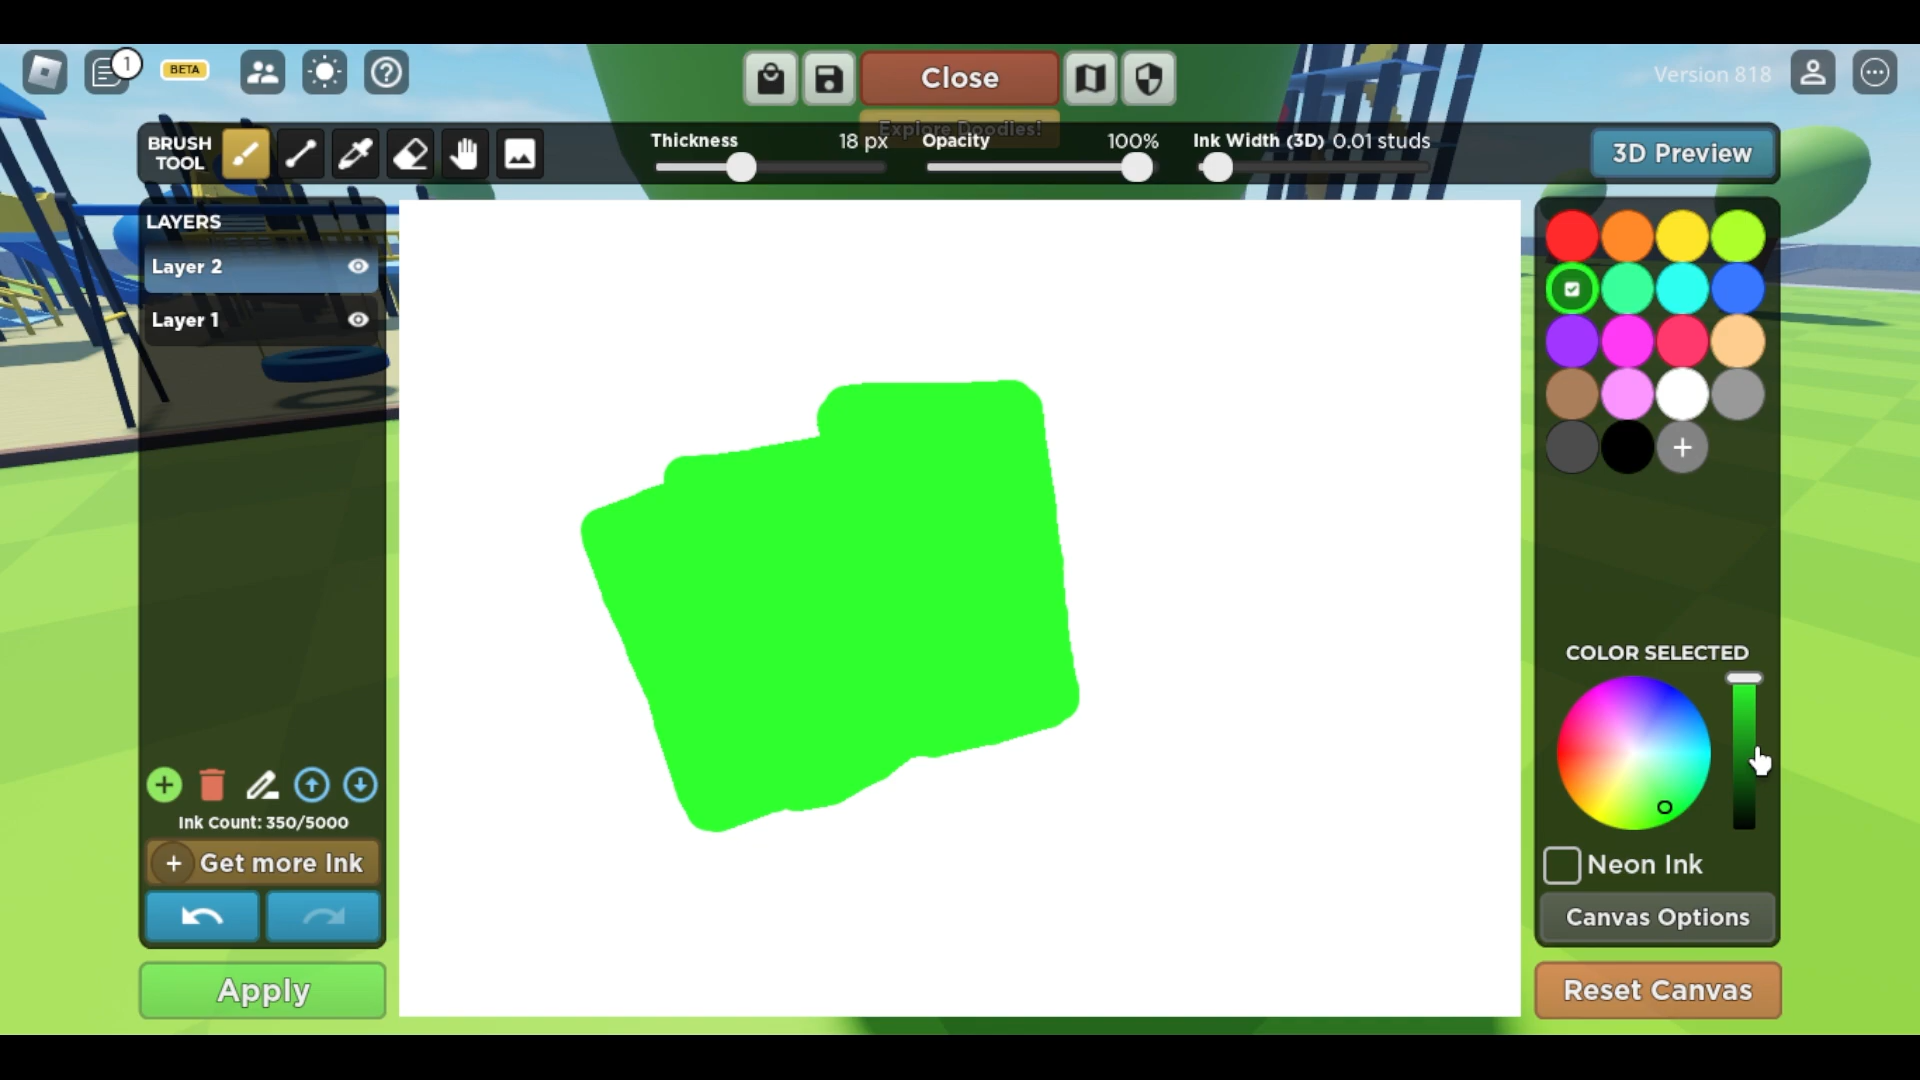 1
BETA
Close
Version 818
Explore Doodles!
BRUSH
TOOL
Thickness
18 px
Opacity
100%
Ink Width (3D) 0.01 studs
3D Preview
LAYERS
Layer 2
Layer 1
COLOR SELECTED
Ink Count: 350/5000
+ Get more Ink
Neon Ink
Canvas Options
Apply
Reset Canvas